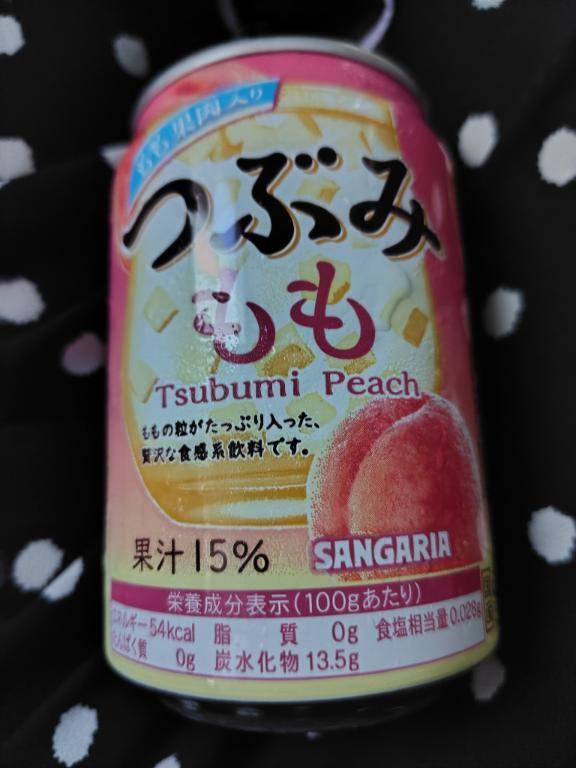 もも果肉入り
つぶみ
もも
Tsubumi Peach
ももの粒がたっぷり入った、
贅沢な食感系飲料です。
果汁15%
SANGARIA
栄養成分表示(100gあたり)
エネルギー54kcal 脂質 0g 食塩相当量0.028g
たんぱく質 0g 炭水化物13.5g